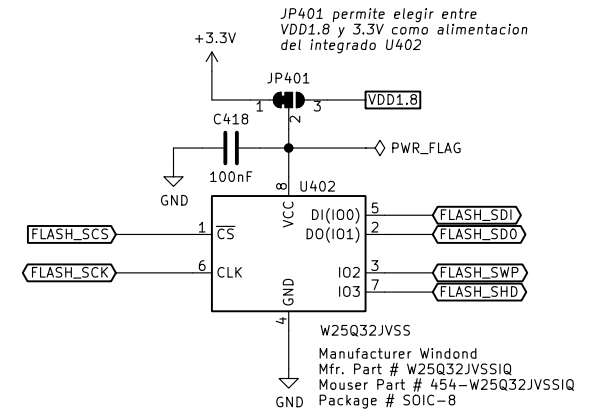 JP401 permite elegir entre
VDD1.8 y 3.3V como alimentacion
del integrado U402
+3.3V
JP401
1
3
VDD1.8
2
C418
PWR_FLAG
100nF
GND
8
U402
VCC
DI(IO0)
5
FLASH_SDI
FLASH_SCS
1
CS
DO(IO1)
2
FLASH_SDO
FLASH_SCK
6
CLK
IO2
3
FLASH_SWP
IO3
7
FLASH_SHD
GND
4
W25Q32JVSS
Manufacturer Windond
Mfr. Part # W25Q32JVSSIQ
Mouser Part # 454-W25Q32JVSSIQ
Package # SOIC-8
GND